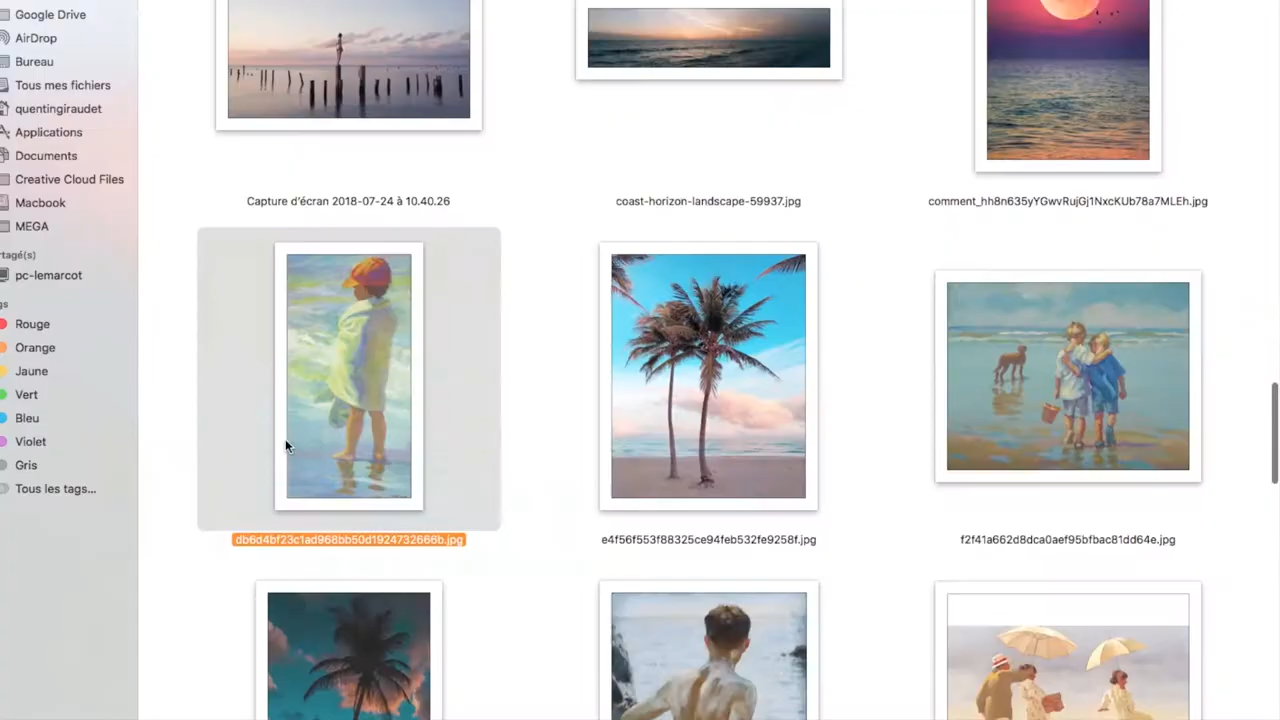 Google Drive
AirDrop
Bureau
Tous mes fichiers
quentingiraudet
Applications
Documents
Creative Cloud Files
Macbook
MEGA
rtagé(s)
pc-lemarcot
gs
Rouge
Orange
Jaune
Vert
Bleu
Violet
Gris
Tous les tags...
Capture d'écran 2018-07-24 à 10.40.26
coast-horizon-landscape-59937.jpg
comment_hh8n635yYGwvRujGj1NxcKUb78a7MLEh.jpg
db6d4bf23c1ad968bb50d1924732666b.jpg
e4f56f553f88325ce94feb532fe9258f.jpg
f2f41a662d8dca0aef95bfbac81dd64e.jpg